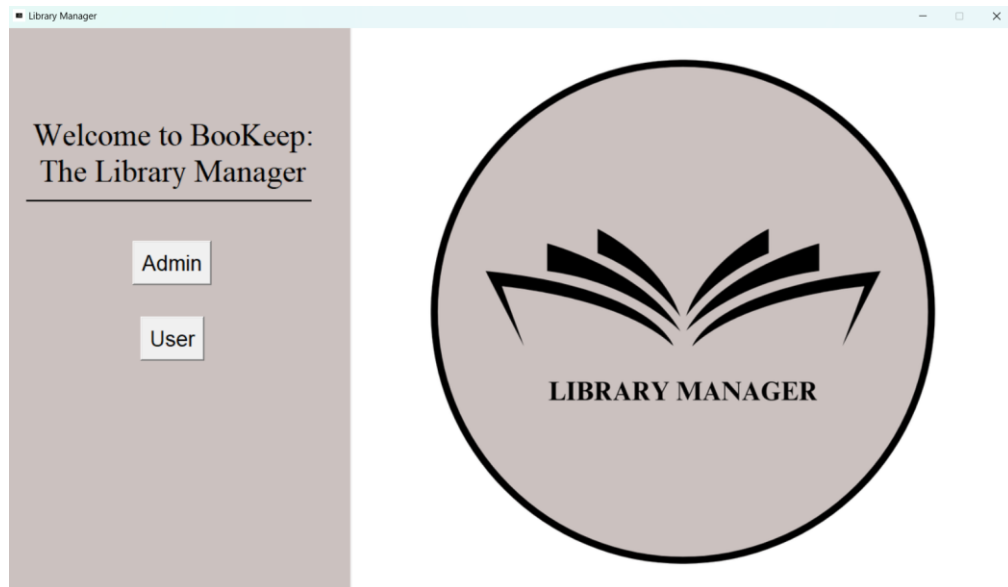 Library Manager
Welcome to BooKeep:
The Library Manager
Admin
User
LIBRARY MANAGER